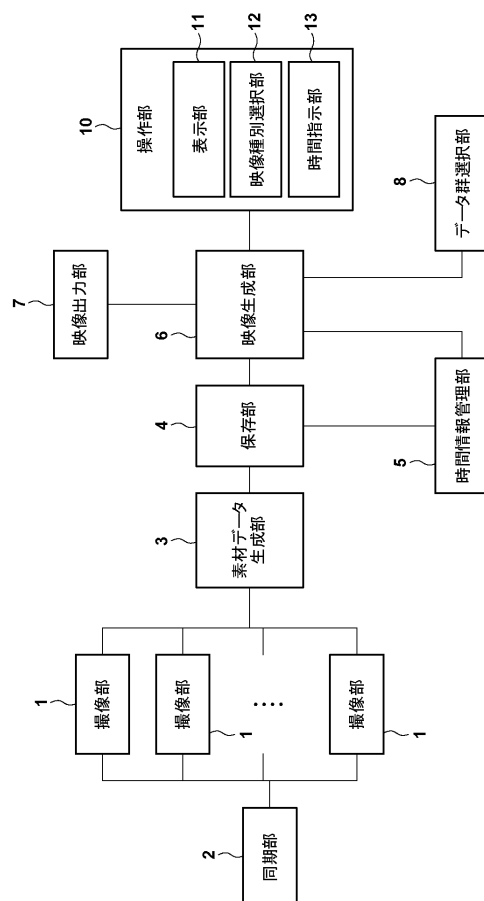 2
同期部
1
撮像部
撮像部
1
‥‥
撮像部
1
3
素材データ
生成部
4
保存部
5
時間情報管理部
6
映像生成部
7
映像出力部
8
データ群選択部
10
操作部
表示部
11
映像種別選択部
12
時間指示部
13